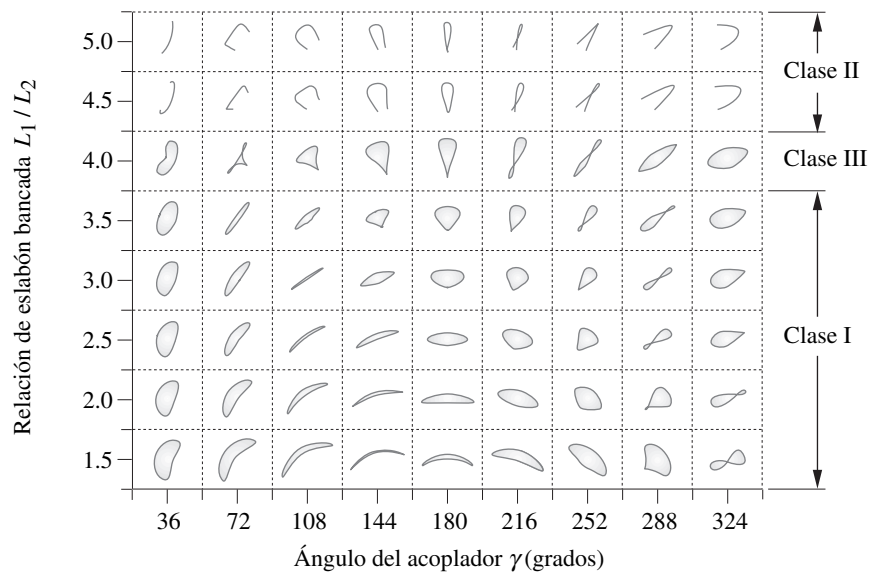 Relación de eslabón bancada L1 / L2
5.0
4.5
4.0
3.5
3.0
2.5
2.0
1.5
Clase II
Clase III
Clase I
36 72 108 144 180 216 252 288 324
Ángulo del acoplador γ (grados)